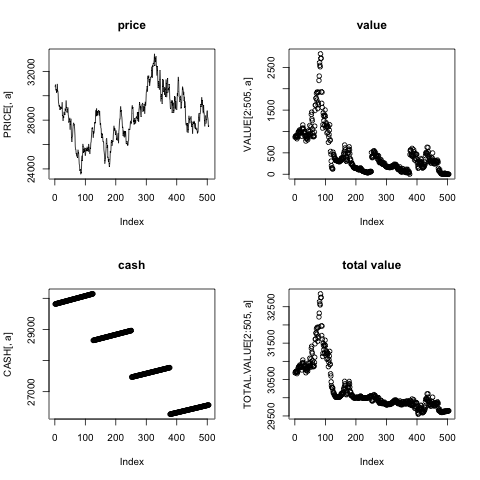 price
PRICE[, a]
24000 28000 32000
0 100 200 300 400 500
Index
value
VALUE[2:505, a]
0 500 1500 2500
0 100 200 300 400 500
Index
cash
CASH[, a]
27000 29000
0 100 200 300 400 500
Index
total value
TOTAL.VALUE[2:505, a]
29500 30500 31500 32500
0 100 200 300 400 500
Index